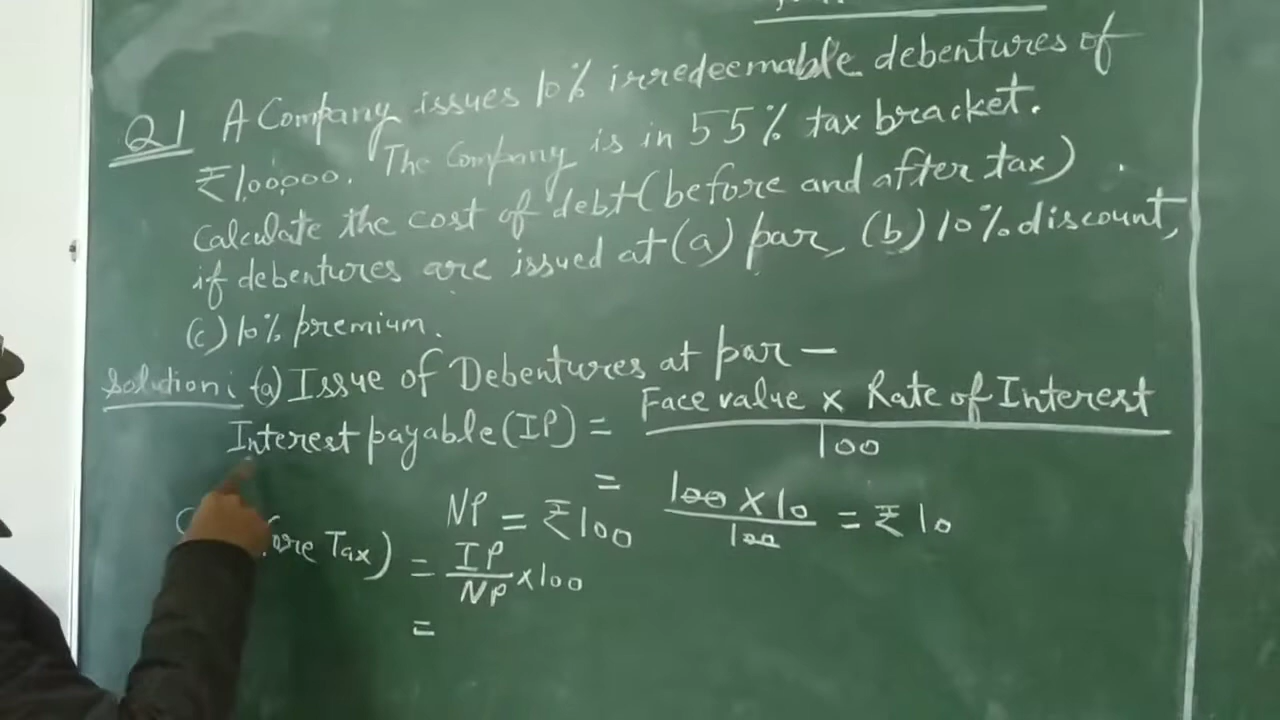 Q1 A Company issues 10% irredeemable debentures of
₹1,00,000. The Company is in 55% tax bracket.
Calculate the cost of debt (before and after tax)
if debentures are issued at (a) par, (b) 10% discount,
(c) 10% premium.
Solution: (a) Issue of Debentures at par —
Interest payable (IP) = Face value x Rate of Interest
100
= 100 X 10 / 100 = ₹10
NP = ₹100
Tax) = IP / NP x 100
=